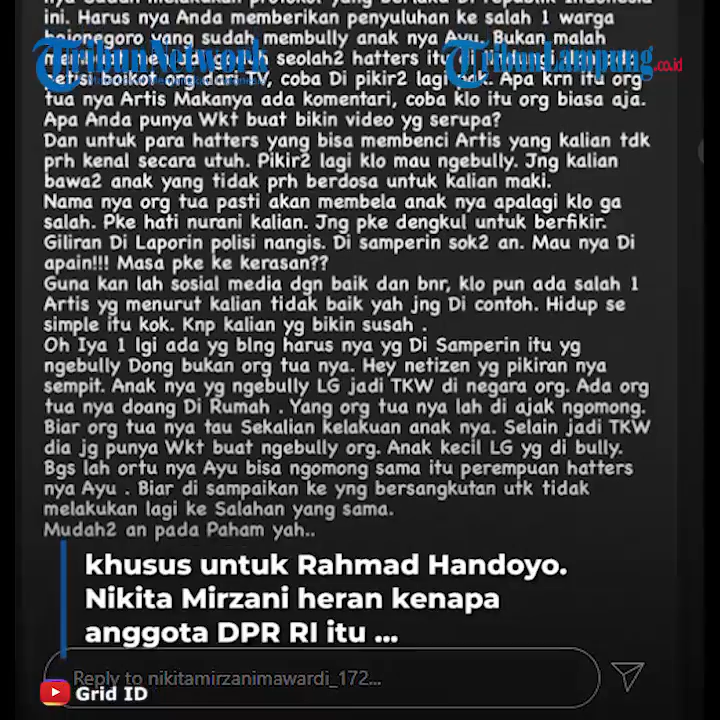 ini. Harus nya Anda memberikan penyuluhan ke salah 1 warga
bojonegoro yang sudah membully anak nya Ayu. Bukan malah
seolah2 hatters itu
Tribun Network
TribunLampung.co.id
petisi boikot org dari TV, coba Di pikir2 lagi pak. Apa krn itu org
tua nya Artis Makanya ada komentari, coba klo itu org biasa aja.
Apa Anda punya Wkt buat bikin video yg serupa?
Dan untuk para hatters yang bisa membenci Artis yang kalian tdk
prh kenal secara utuh. Pikir2 lagi klo mau ngebully. Jng kalian
bawa2 anak yang tidak prh berdosa untuk kalian maki.
Nama nya org tua pasti akan membela anak nya apalagi klo ga
salah. Pke hati nurani kalian. Jng pke dengkul untuk berfikir.
Giliran Di Laporin polisi nangis. Di samperin sok2 an. Mau nya Di
apain!!! Masa pke ke kerasan??
Guna kan lah sosial media dgn baik dan bnr, klo pun ada salah 1
Artis yg menurut kalian tidak baik yah jng Di contoh. Hidup se
simple itu kok. Knp kalian yg bikin susah .
Oh Iya 1 lgi ada yg blng harus nya yg Di Samperin itu yg
ngebully Dong bukan org tua nya. Hey netizen yg pikiran nya
sempit. Anak nya yg ngebully LG jadi TKW di negara org. Ada org
tua nya doang Di Rumah . Yang org tua nya lah di ajak ngomong.
Biar org tua nya tau Sekalian kelakuan anak nya. Selain jadi TKW
dia jg punya Wkt buat ngebully org. Anak kecil LG yg di bully.
Bgs lah ortu nya Ayu bisa ngomong sama itu perempuan hatters
nya Ayu . Biar di sampaikan ke yng bersangkutan utk tidak
melakukan lagi ke Salahan yang sama.
Mudah2 an pada Paham yah..
khusus untuk Rahmad Handoyo.
Nikita Mirzani heran kenapa
anggota DPR RI itu ...
Reply to nikitamirzanimawardi_172...
Grid ID